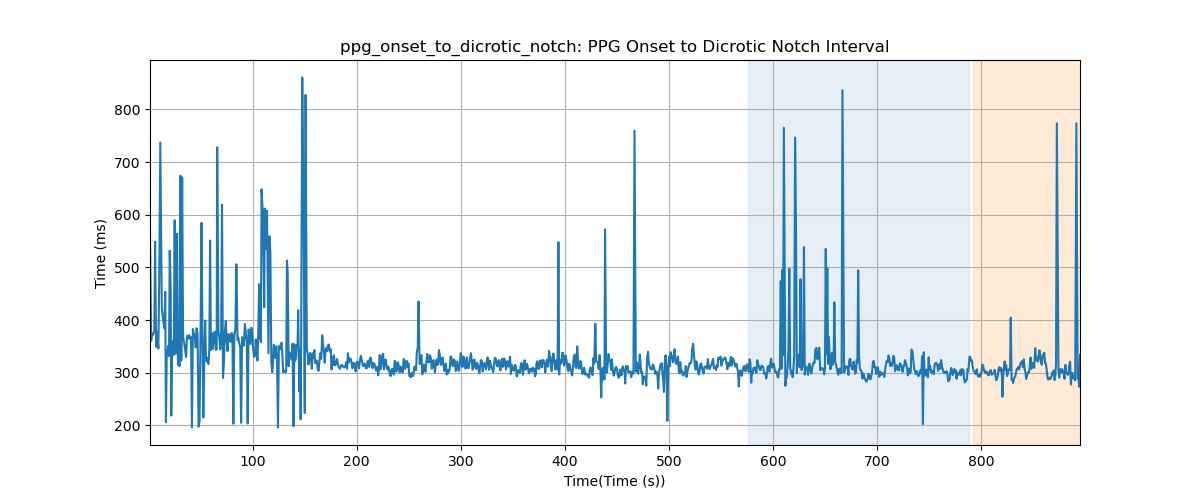 ppg_onset_to_dicrotic_notch: PPG Onset to Dicrotic Notch Interval
Time (ms)
800
700
600
500
400
300
200
100 200 300 400 500 600 700 800
Time(Time (s))